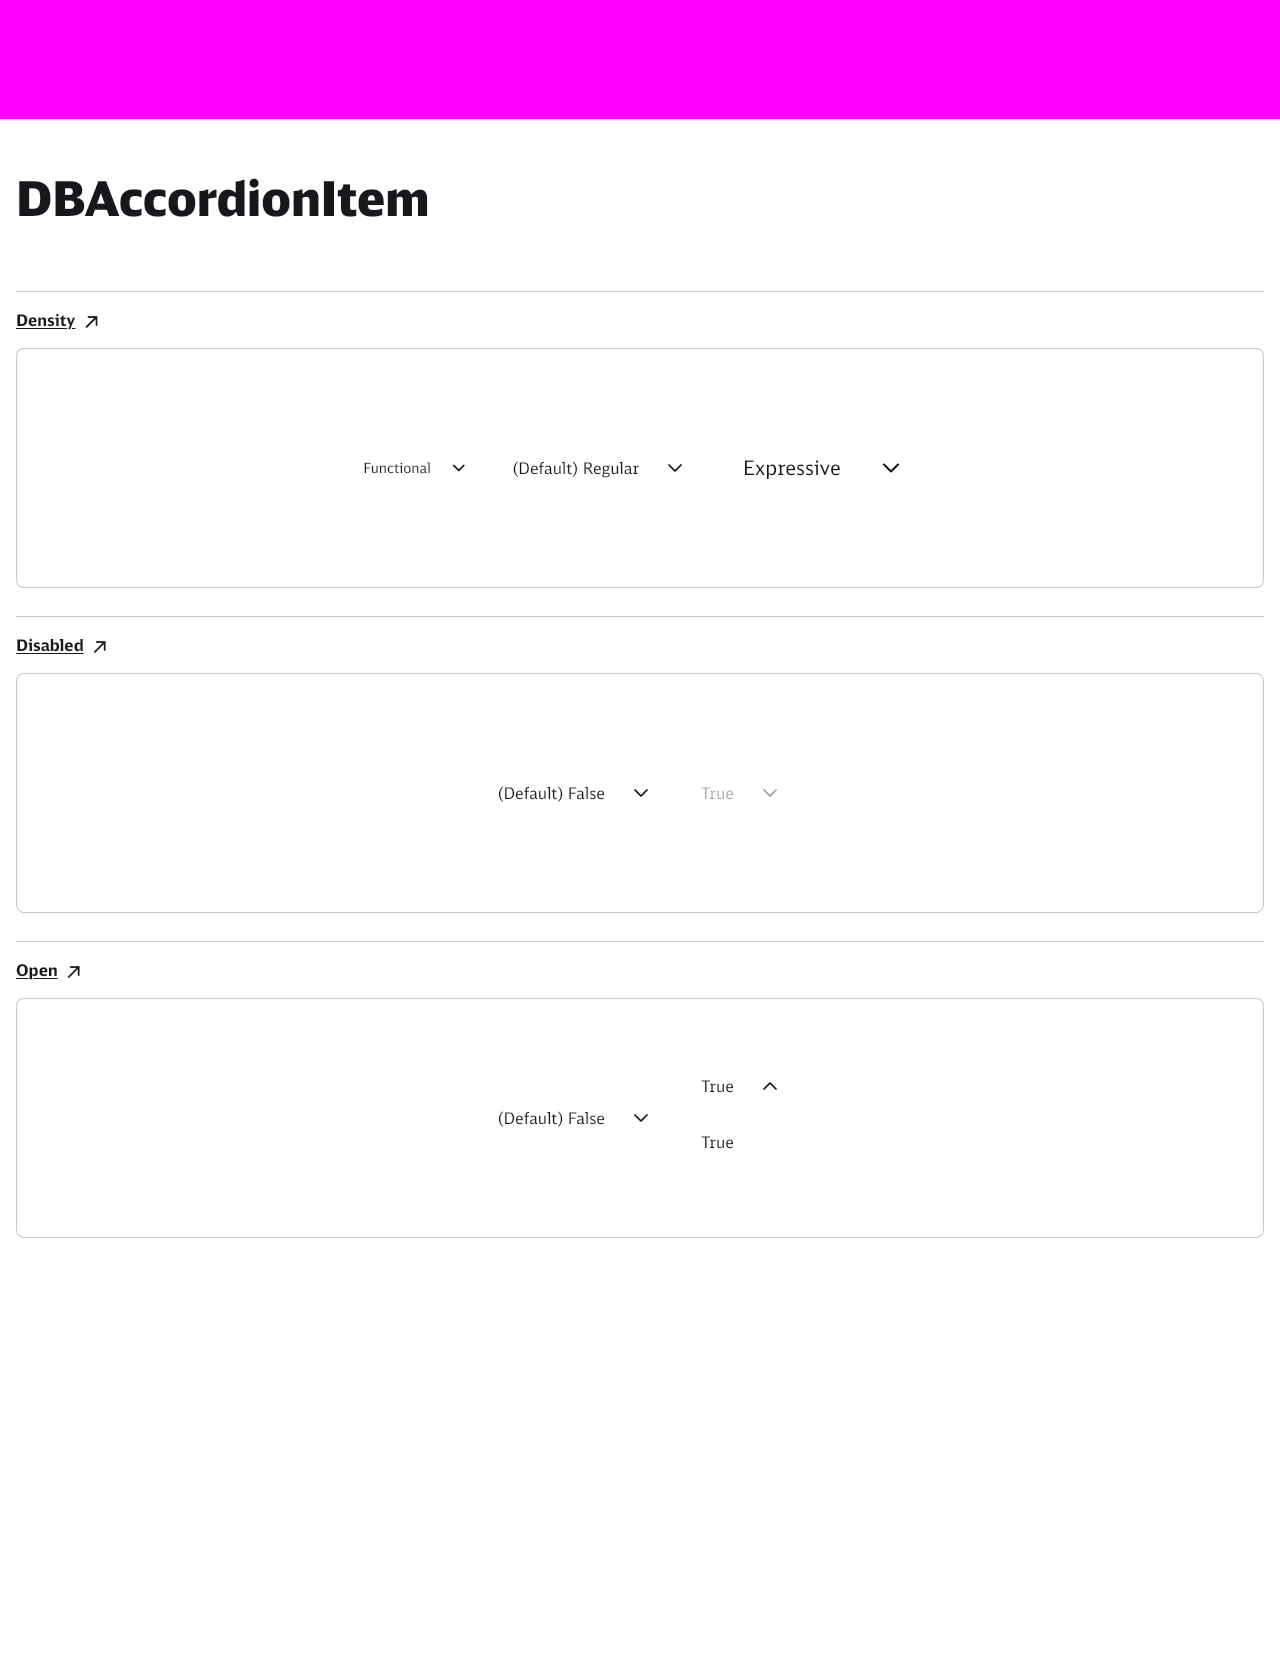 DBAccordionItem
Density
Functional (Default) Regular Expressive
Disabled
(Default) False True
Open
True
(Default) False
True